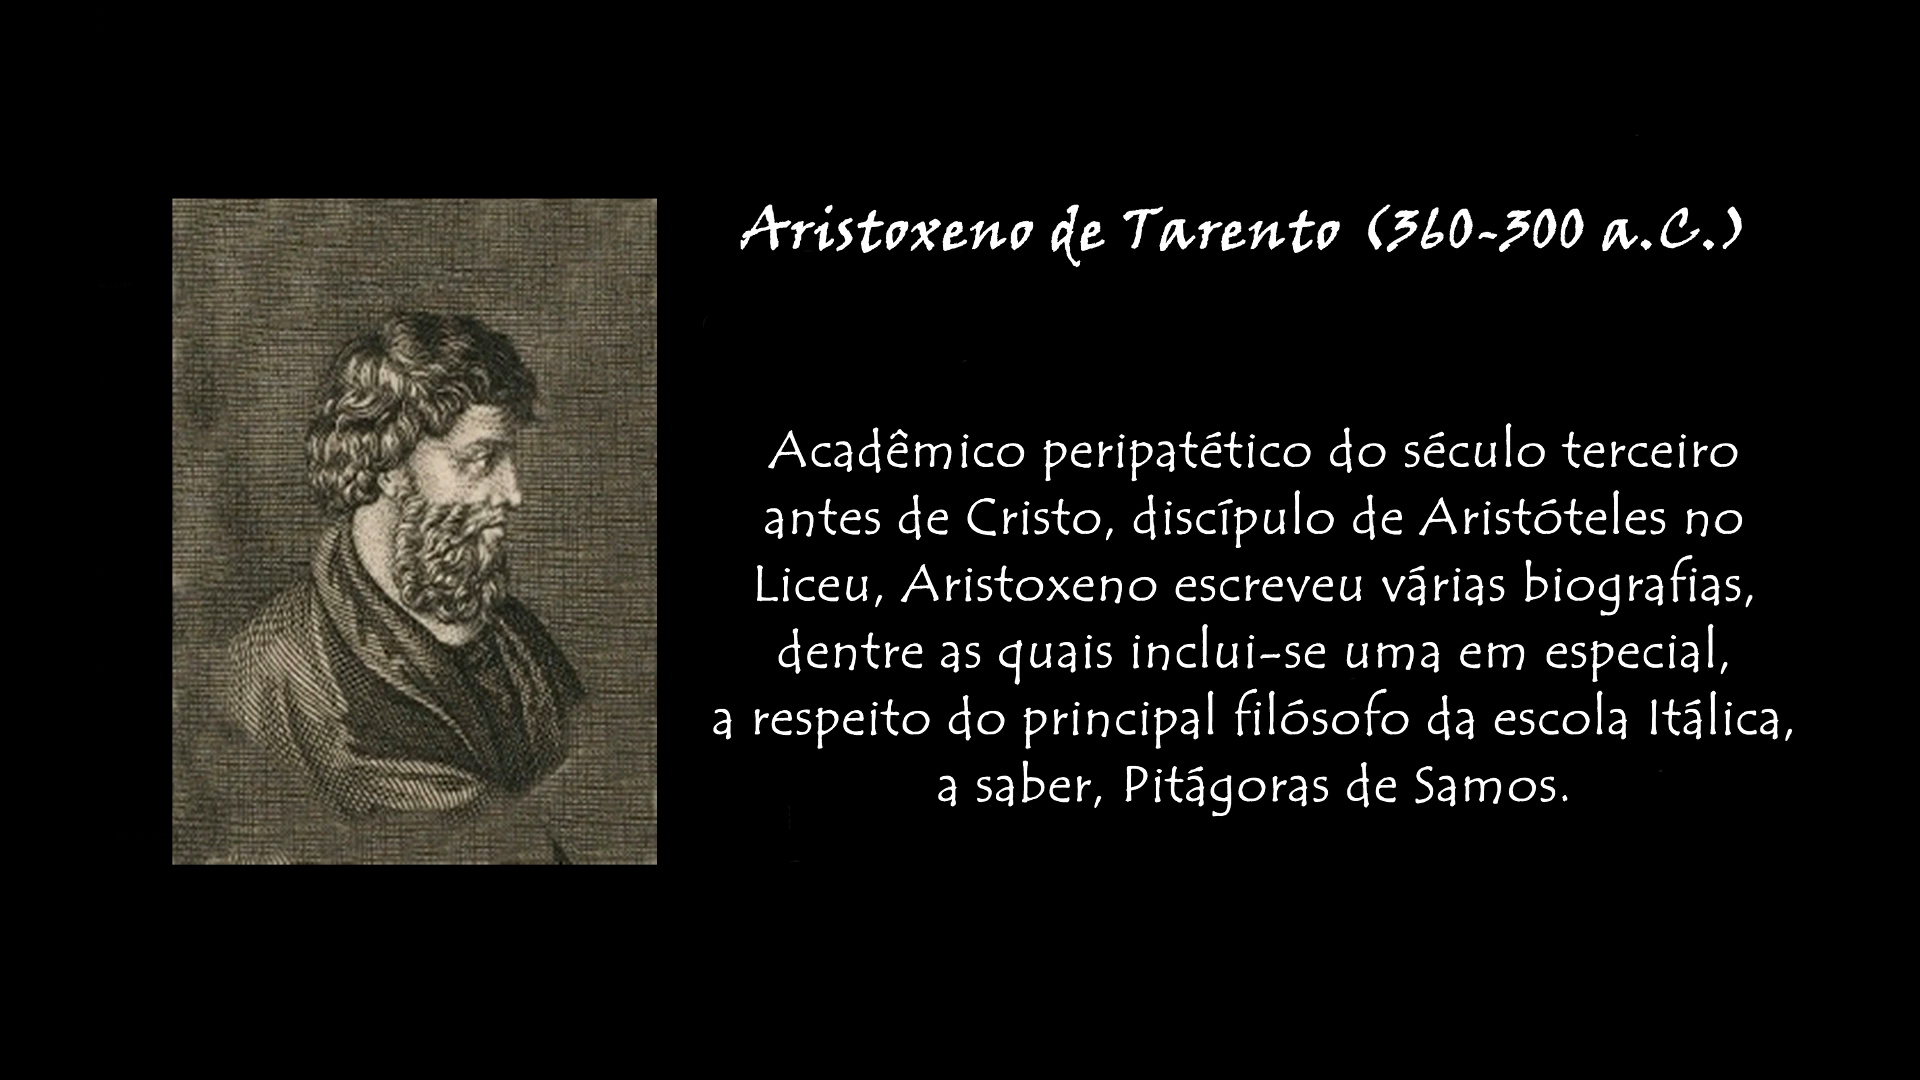 Aristoxeno de Tarento (360-300 a.C.)
Acadêmico peripatético do século terceiro
antes de Cristo, discípulo de Aristóteles no
Liceu, Aristoxeno escreveu várias biografias,
dentre as quais inclui-se uma em especial,
a respeito do principal filósofo da escola Itálica,
a saber, Pitágoras de Samos.